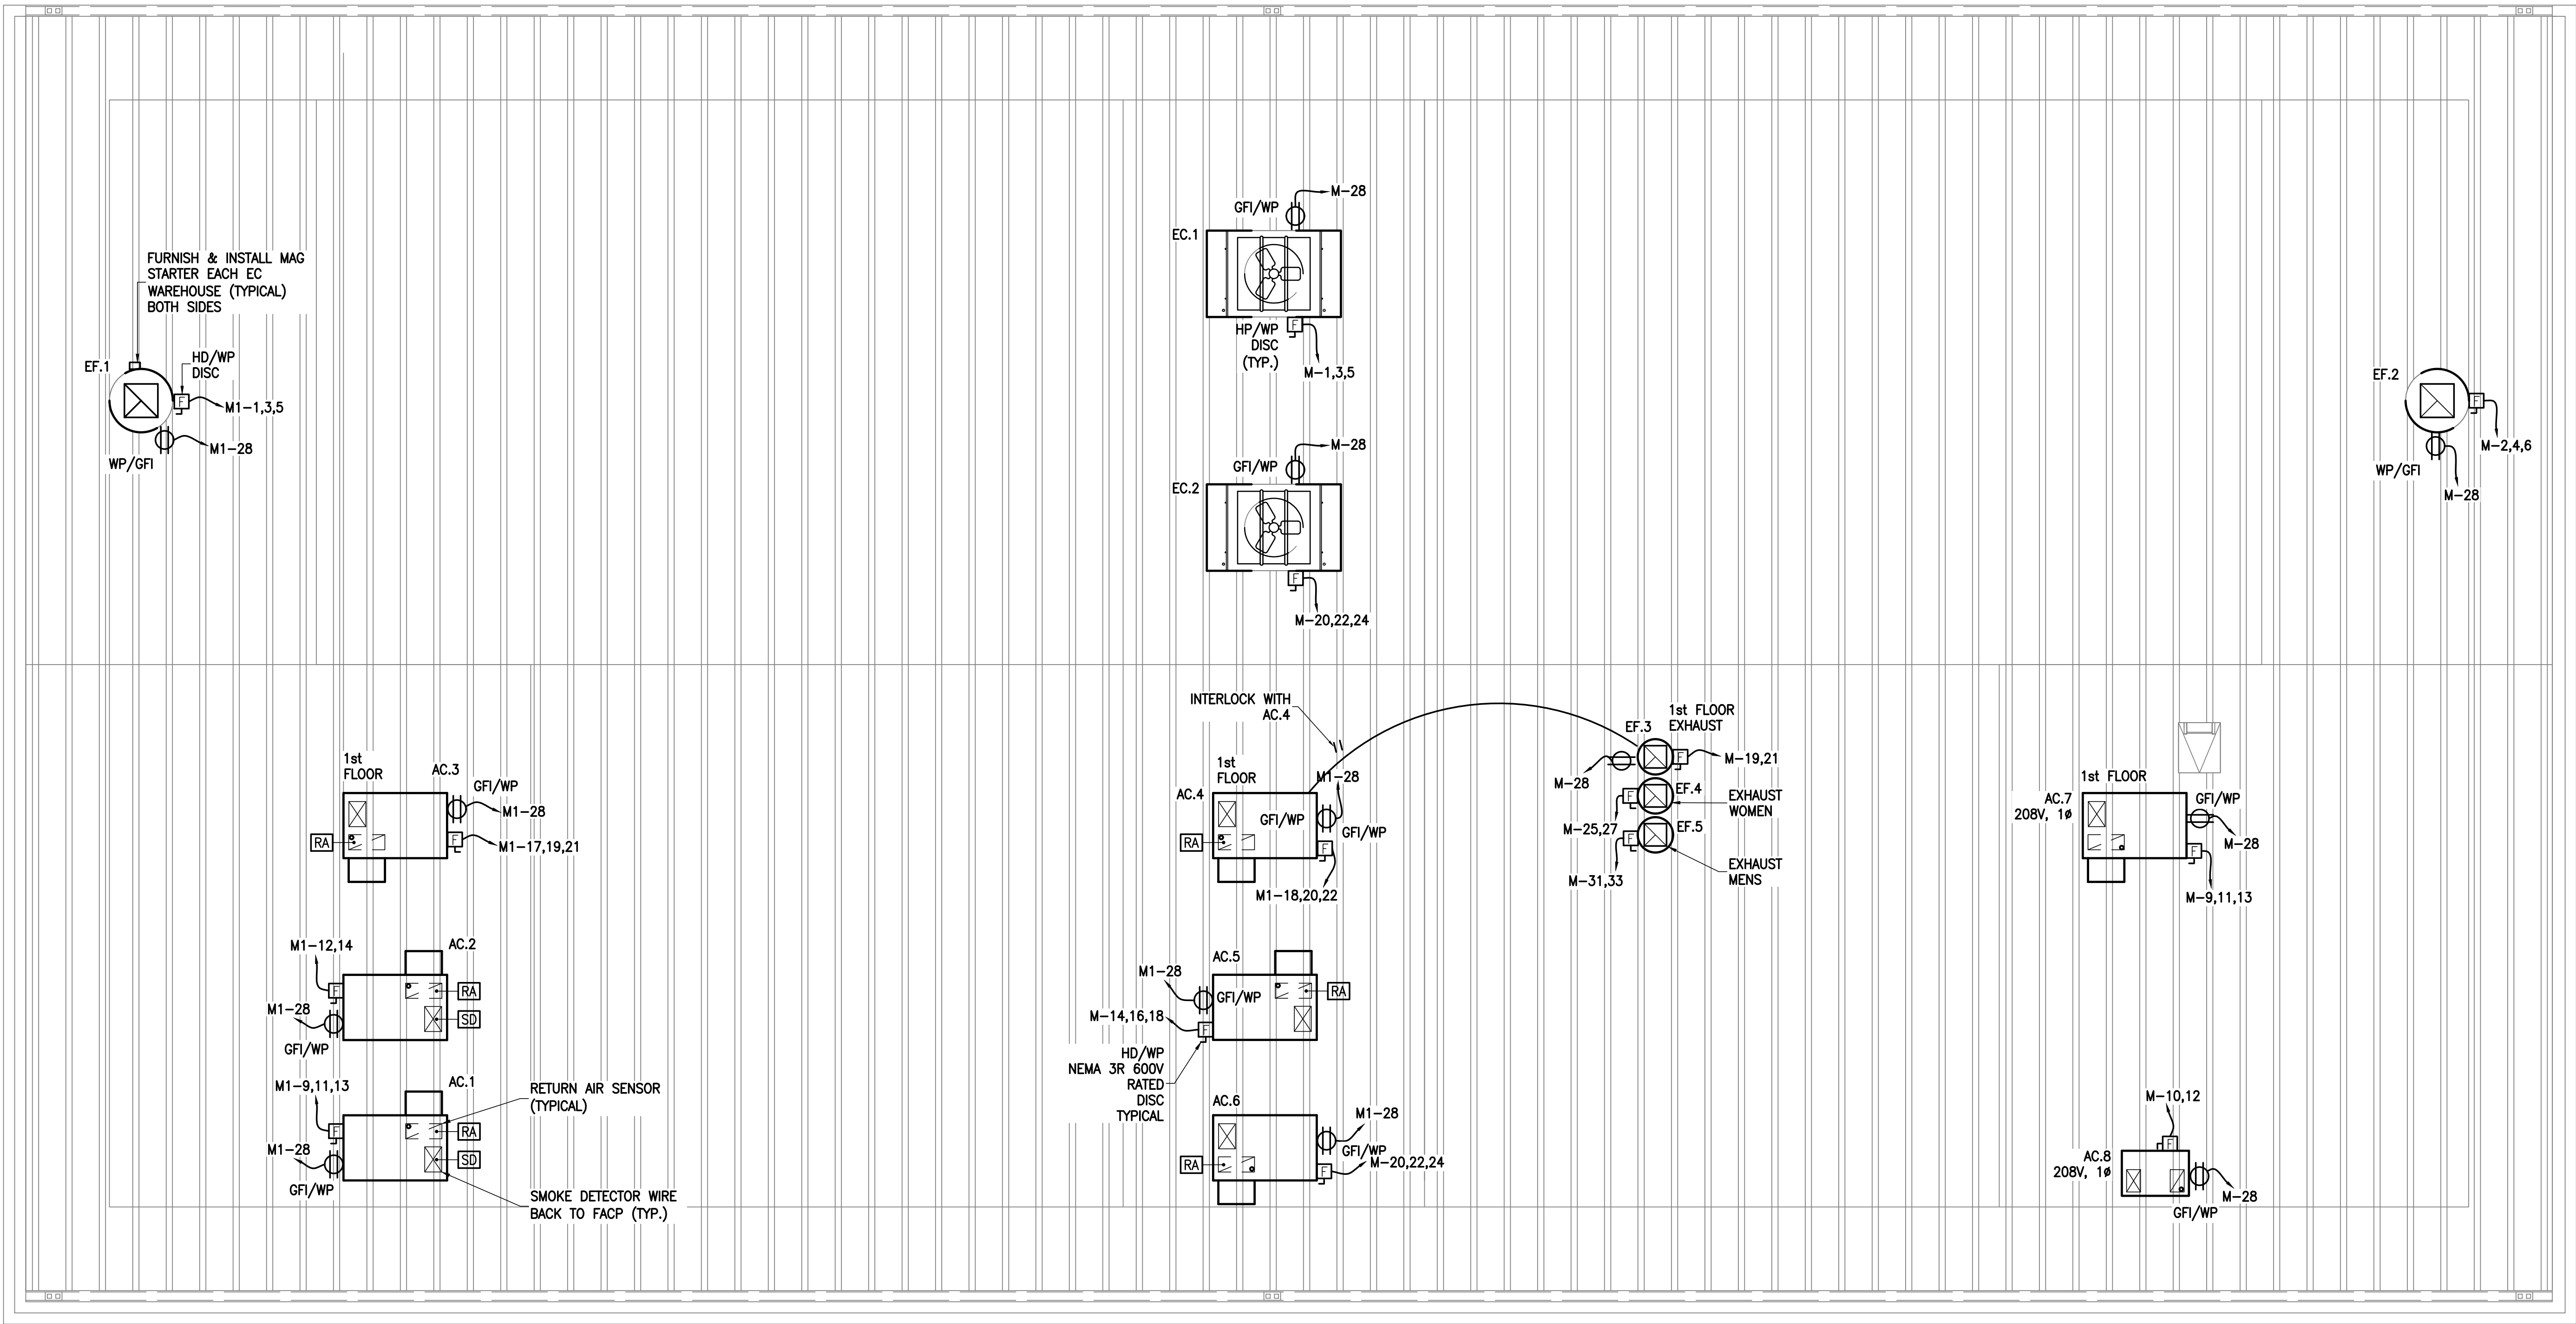 M-28
GFI/WP
EC.1
HP/WP
DISC
(TYP.)
M-1,3,5
FURNISH & INSTALL MAG
STARTER EACH EC
WAREHOUSE (TYPICAL)
BOTH SIDES
EF.1
HD/WP
DISC
F
M1-1,3,5
M1-28
WP/GFI
F
EF.2
F
M-2,4,6
WP/GFI
M-28
M-28
GFI/WP
EC.2
F
M-20,22,24
INTERLOCK WITH
AC.4
1st
FLOOR
AC.3
GFI/WP
M1-28
RA
F
M1-17,19,21
1st
FLOOR
M1-28
AC.4
GFI/WP
GFI/WP
RA
F
M1-18,20,22
1st FLOOR
EXHAUST
EF.3
F
M-19,21
M-28
EF.4
F
EXHAUST
WOMEN
M-25,27
EF.5
F
EXHAUST
MENS
M-31,33
1st FLOOR
AC.7
208V, 1ø
GFI/WP
M-28
F
M-9,11,13
M1-12,14
AC.2
F
RA
M1-28
SD
GFI/WP
AC.5
M1-28
GFI/WP
RA
M-14,16,18
F
HD/WP
NEMA 3R 600V
RATED
DISC
TYPICAL
M1-9,11,13
AC.1
RETURN AIR SENSOR
(TYPICAL)
F
RA
M1-28
SD
GFI/WP
SMOKE DETECTOR WIRE
BACK TO FACP (TYP.)
AC.6
M1-28
GFI/WP
RA
F
M-20,22,24
M-10,12
F
AC.8
208V, 1ø
M-28
GFI/WP